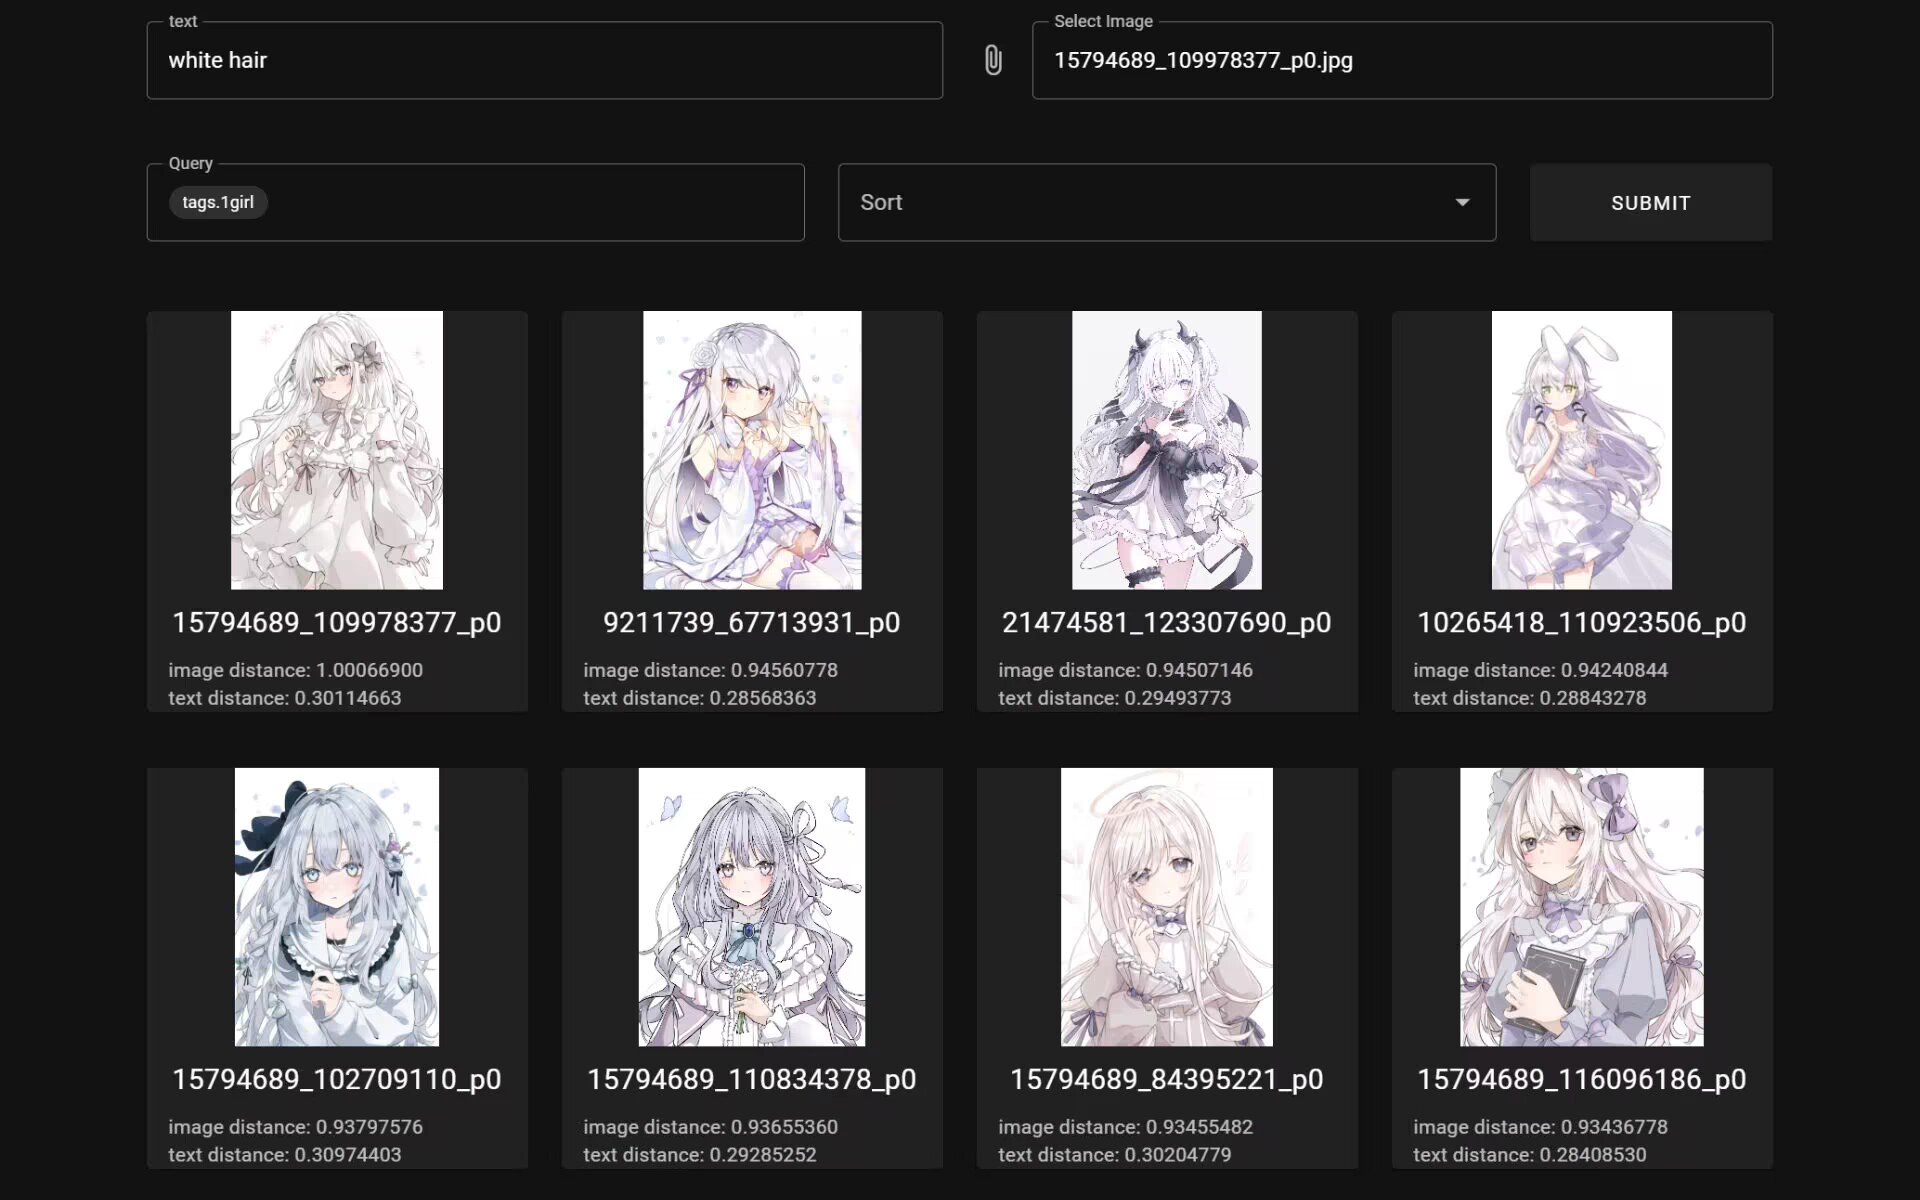 text
white hair
Select Image
15794689_109978377_p0.jpg
Query
tags.1girl
Sort
SUBMIT
15794689_109978377_p0
image distance: 1.00066900
text distance: 0.30114663
9211739_67713931_p0
image distance: 0.94560778
text distance: 0.28568363
21474581_123307690_p0
image distance: 0.94507146
text distance: 0.29493773
10265418_110923506_p0
image distance: 0.94240844
text distance: 0.28843278
15794689_102709110_p0
image distance: 0.93797576
text distance: 0.30974403
15794689_110834378_p0
image distance: 0.93655360
text distance: 0.29285252
15794689_84395221_p0
image distance: 0.93455482
text distance: 0.30204779
15794689_116096186_p0
image distance: 0.93436778
text distance: 0.28408530